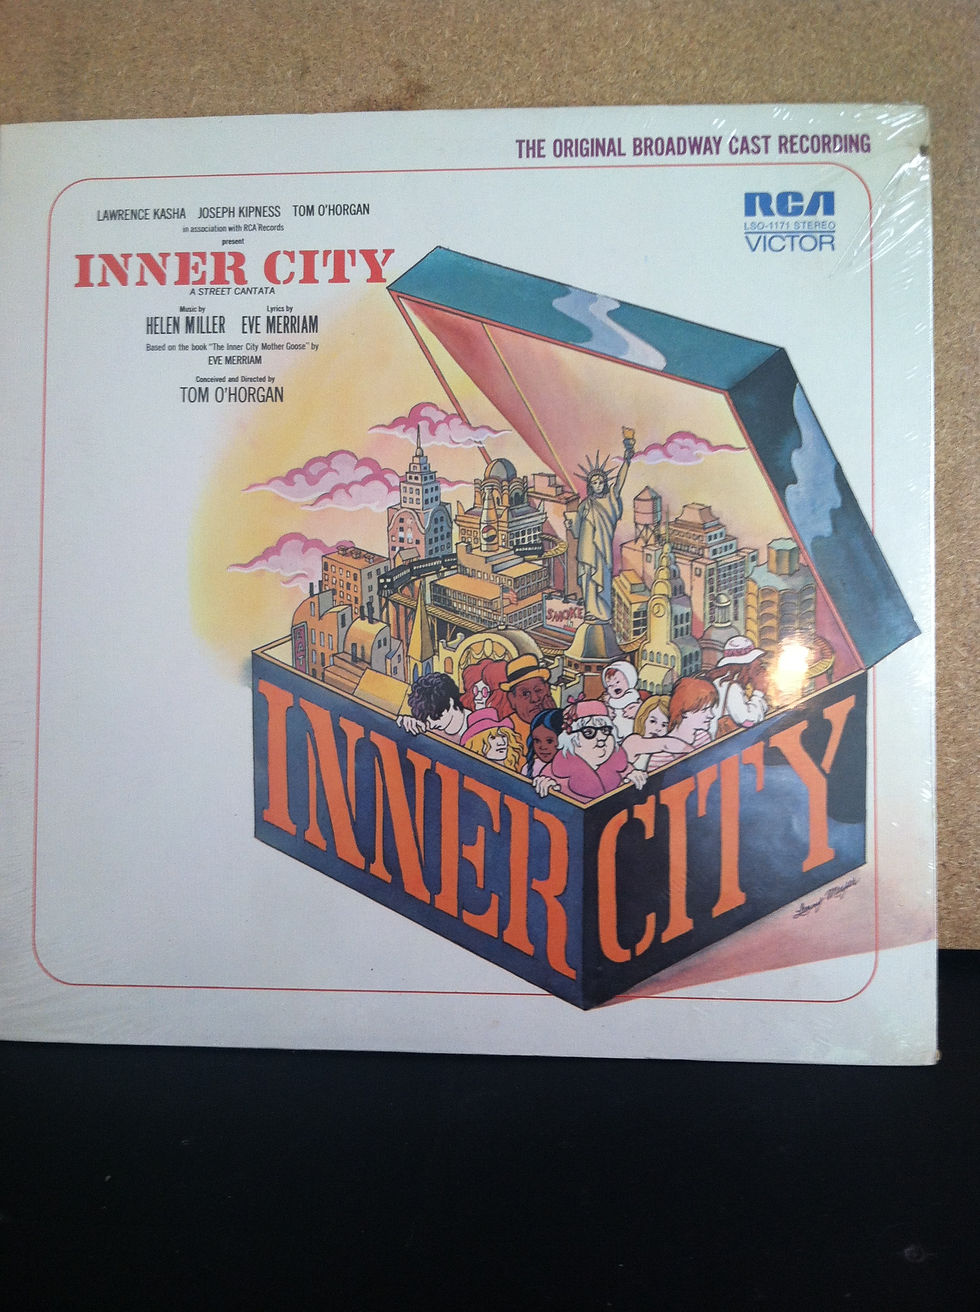 THE ORIGINAL BROADWAY CAST RECORDING
LAWRENCE KASHA JOSEPH KIPNESS TOM O'HORGAN
in association with RCA Records
present
INNER CITY
A STREET CANTATA
Music by Lyrics by
HELEN MILLER EVE MERRIAM
Based on the book "The Inner City Mother Goose" by
EVE MERRIAM
Conceived and Directed by
TOM O'HORGAN
RCA
LSO-1171 STEREO
VICTOR
SMOKE
INNER CITY